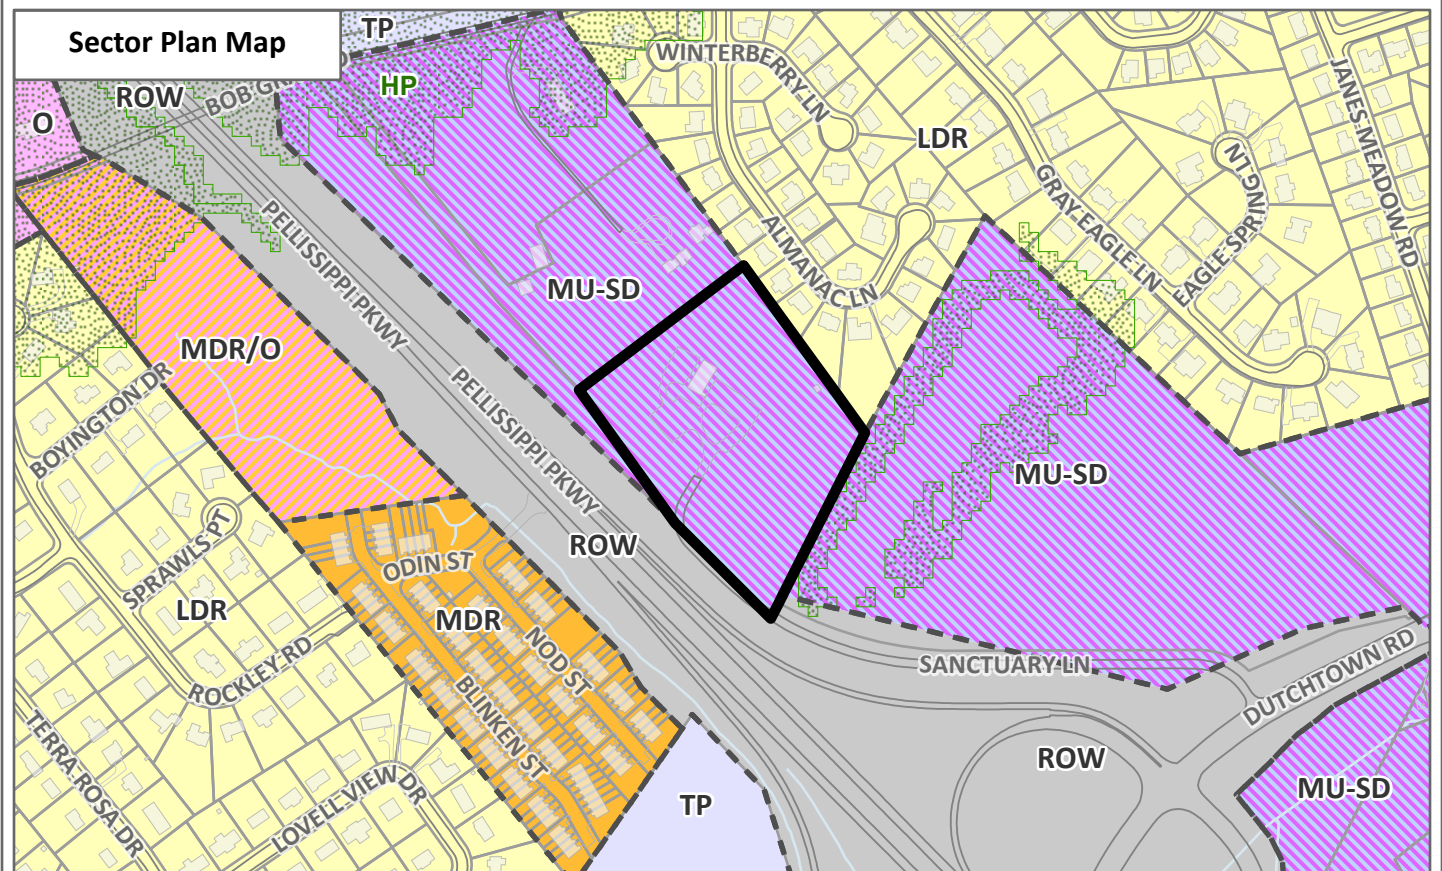 Sector Plan Map
TP
WINTERBERRY LN
HP
ROW
BOB G
O
LDR
JANES MEADOW RD
GRAY EAGLE LN
EAGLE SPRING LN
PELLISSIPPI PKWY
ALMANAC LN
MU-SD
MDR/O
BOYINGTON DR
PELLISSIPPI PKWY
MU-SD
SPRAWLS PT
ROW
ODIN ST
LDR
MDR
NOD ST
SANCTUARY LN
DUTCHTOWN RD
ROCKLEY RD
BLINKEN ST
TERRA ROSA DR
LOVELL VIEW DR
ROW
MU-SD
TP